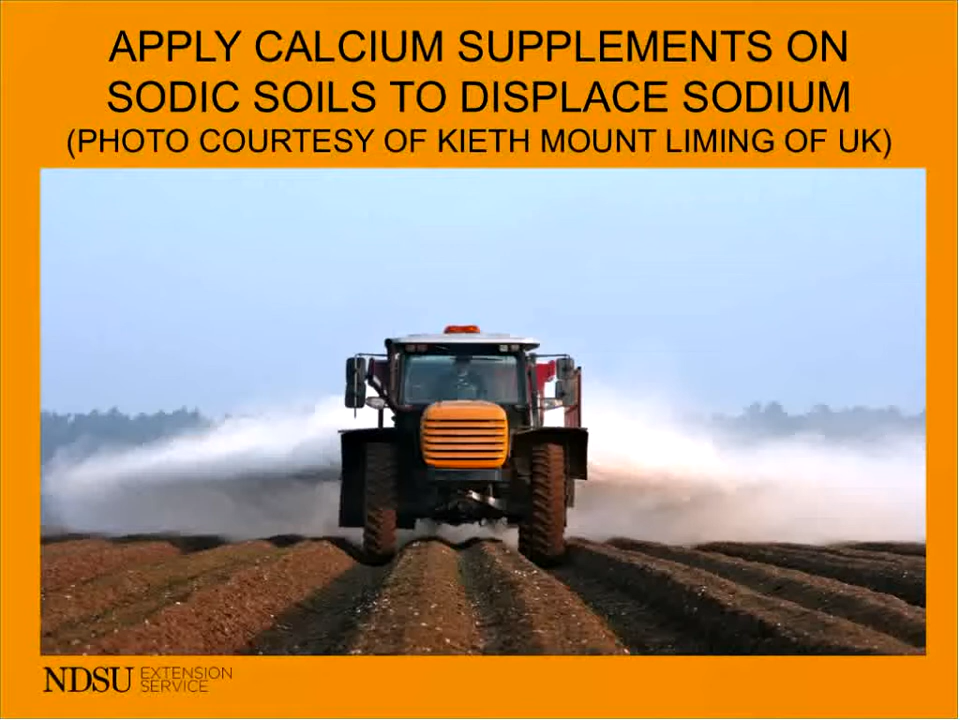 APPLY CALCIUM SUPPLEMENTS ON
SODIC SOILS TO DISPLACE SODIUM
(PHOTO COURTESY OF KIETH MOUNT LIMING OF UK)
NDSU EXTENSION
SERVICE